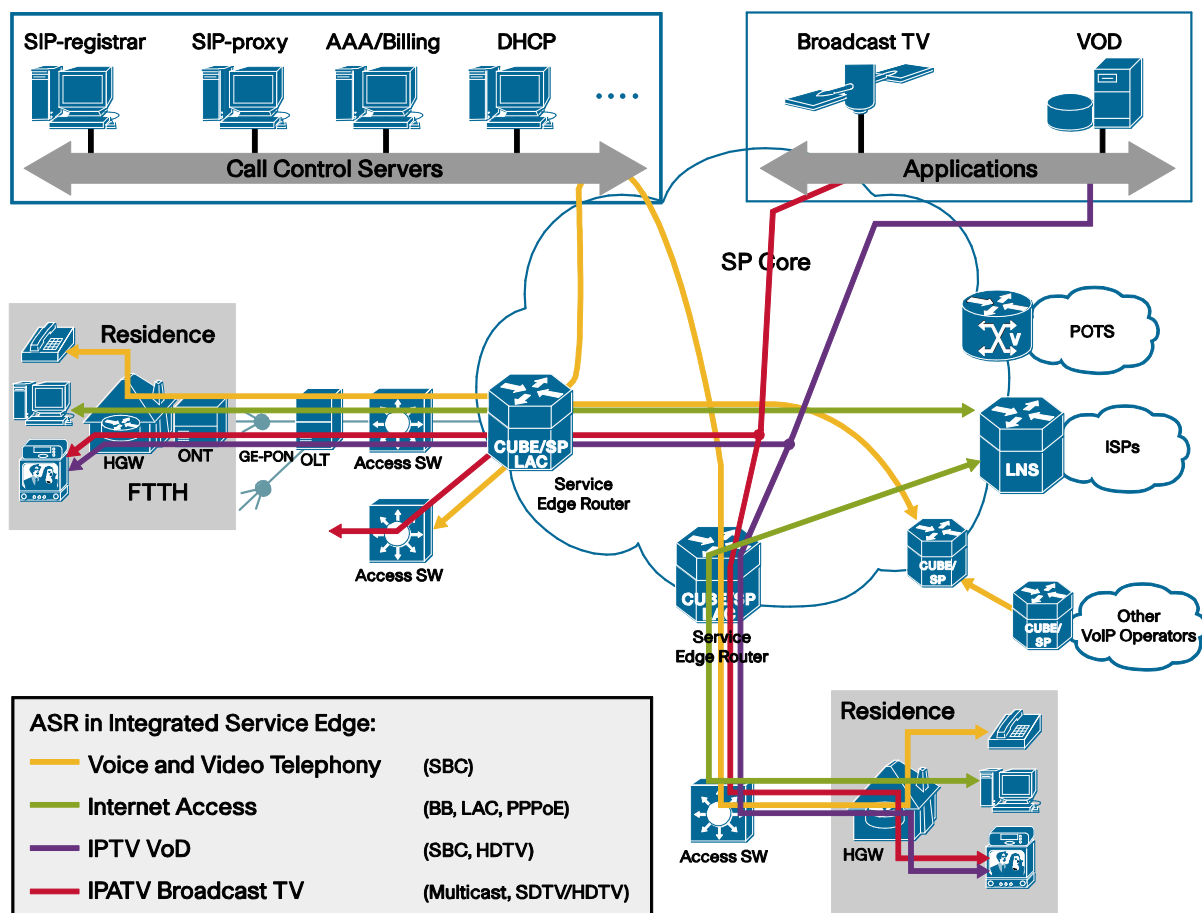 SIP-registrar
SIP-proxy
AAA/Billing
DHCP
Broadcast TV
VOD
Call Control Servers
Applications
SP Core
POTS
Residence
CUBE/SP
LAC
LNS
ISPs
HGW
ONT
GE-PON
OLT
Access SW
FTTH
Service
Edge Router
Access SW
CUBE/
SP
CUBE/SP
LAC
Service
Edge Router
CUBE/
SP
Other
VoIP Operators
V
ASR in Integrated Service Edge:
Voice and Video Telephony (SBC)
Internet Access (BB, LAC, PPPoE)
IPTV VoD (SBC, HDTV)
IPATV Broadcast TV (Multicast, SDTV/HDTV)
Residence
Access SW
HGW